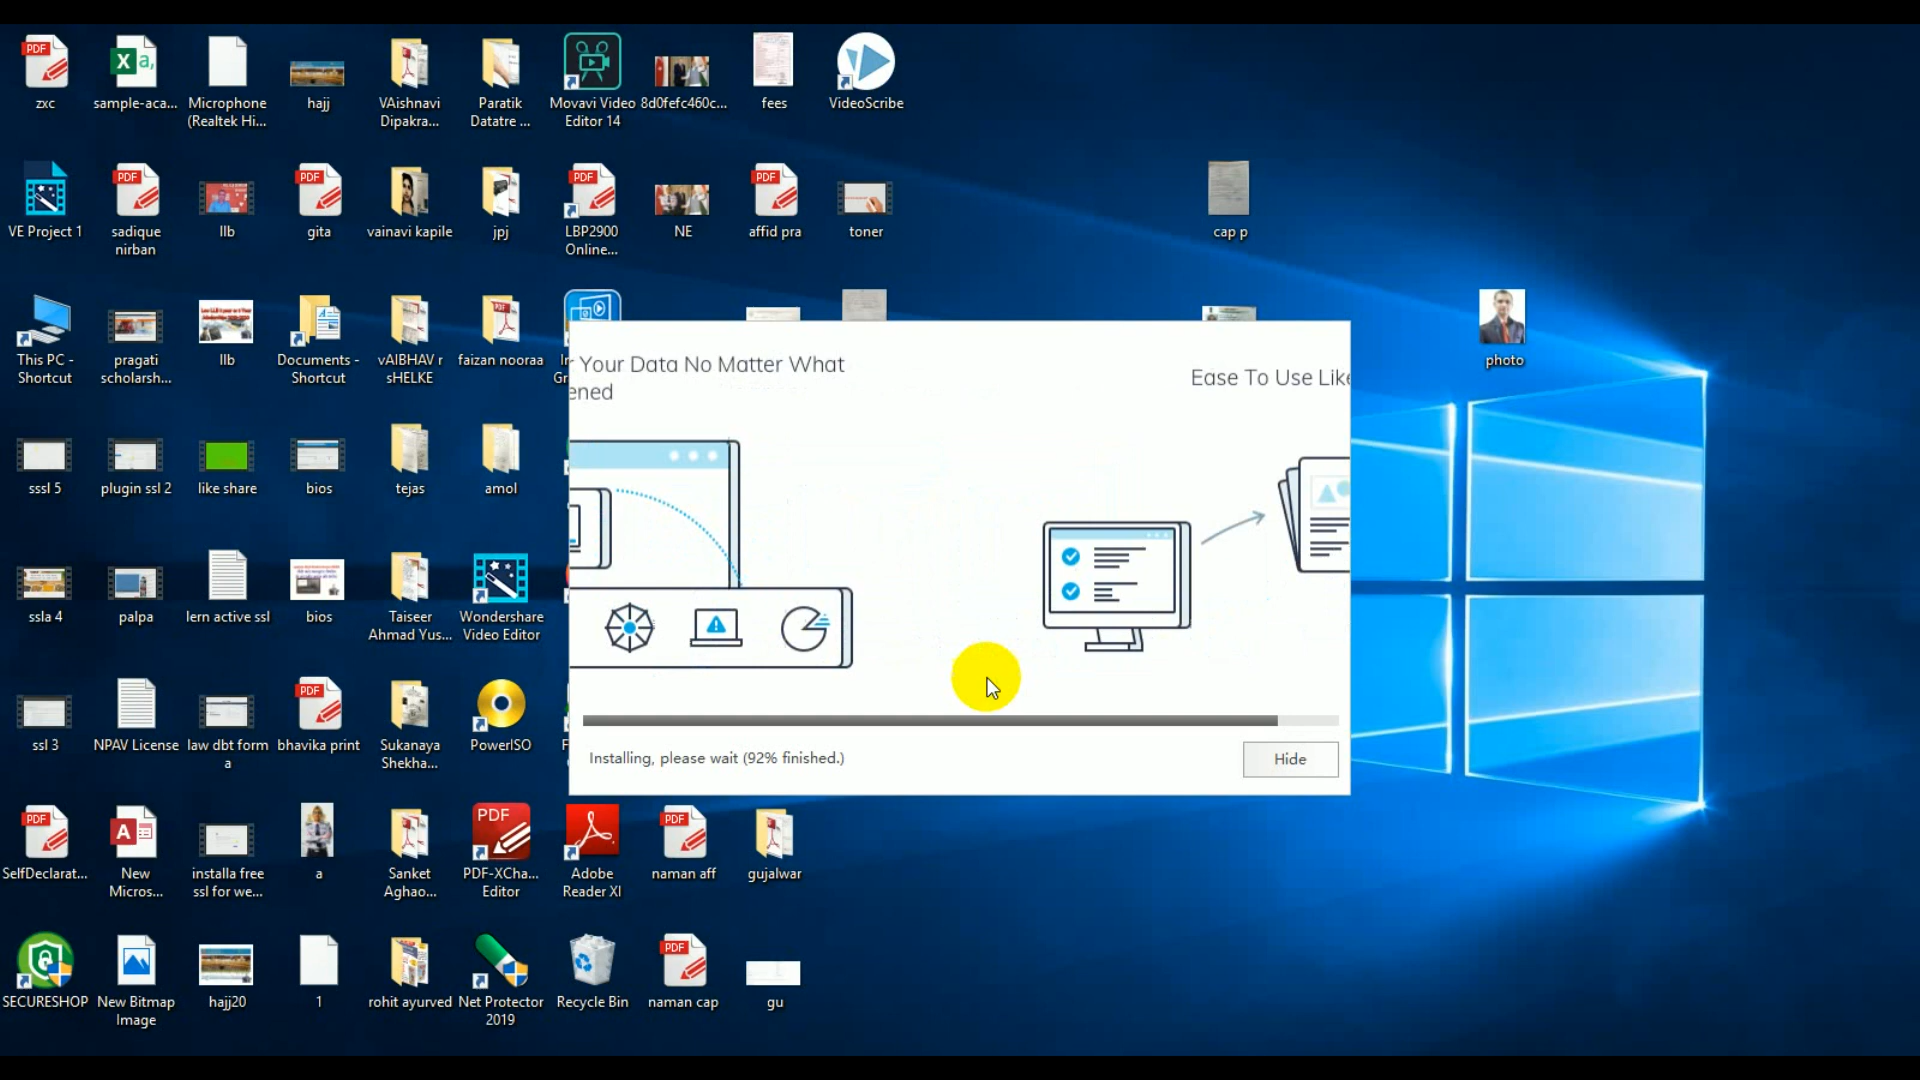 zxc
sample-aca...
Microphone
(Realtek Hi...
hajj
VAishnavi
Dipakra...
Paratik
Datatre ...
Movavi Video
Editor 14
8d0fefc460c...
fees
VideoScribe
VE Project 1
sadique
nirban
llb
gita
vainavi kapile
jpj
LBP2900
Online...
NE
affid pra
toner
cap p
This PC -
Shortcut
pragati
scholarsh...
llb
Documents -
Shortcut
vAIBHAV r
sHELKE
faizan nooraa
photo
Your Data No Matter What
ened
Ease To Use Like
sssl 5
plugin ssl 2
like share
bios
tejas
amol
ssla 4
palpa
lern active ssl
bios
Taiseer
Ahmad Yus...
Wondershare
Video Editor
ssl 3
NPAV License
law dbt form
a
bhavika print
Sukanaya
Shekha...
PowerISO
Installing, please wait (92% finished.)
Hide
SelfDeclarat...
New
Micros...
installa free
ssl for we...
a
Sanket
Aghao...
PDF-XCha...
Editor
Adobe
Reader XI
naman aff
gujalwar
SECURESHOP
New Bitmap
Image
hajj20
1
rohit ayurved
Net Protector
2019
Recycle Bin
naman cap
gu